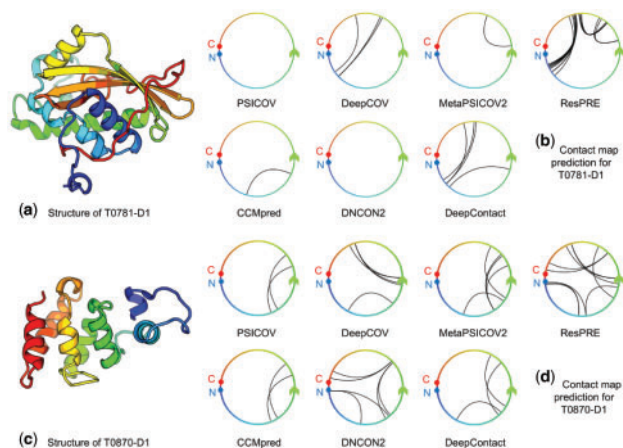 (a) Structure of T0781-D1
C
N
PSICOV
C
N
DeepCOV
C
N
MetaPSICOV2
C
N
ResPRE
C
N
CCMpred
C
N
DNCON2
C
N
DeepContact
(b) Contact map
prediction for
T0781-D1
(c) Structure of T0870-D1
C
N
PSICOV
C
N
DeepCOV
C
N
MetaPSICOV2
C
N
ResPRE
C
N
CCMpred
C
N
DNCON2
C
N
DeepContact
(d) Contact map
prediction for
T0870-D1